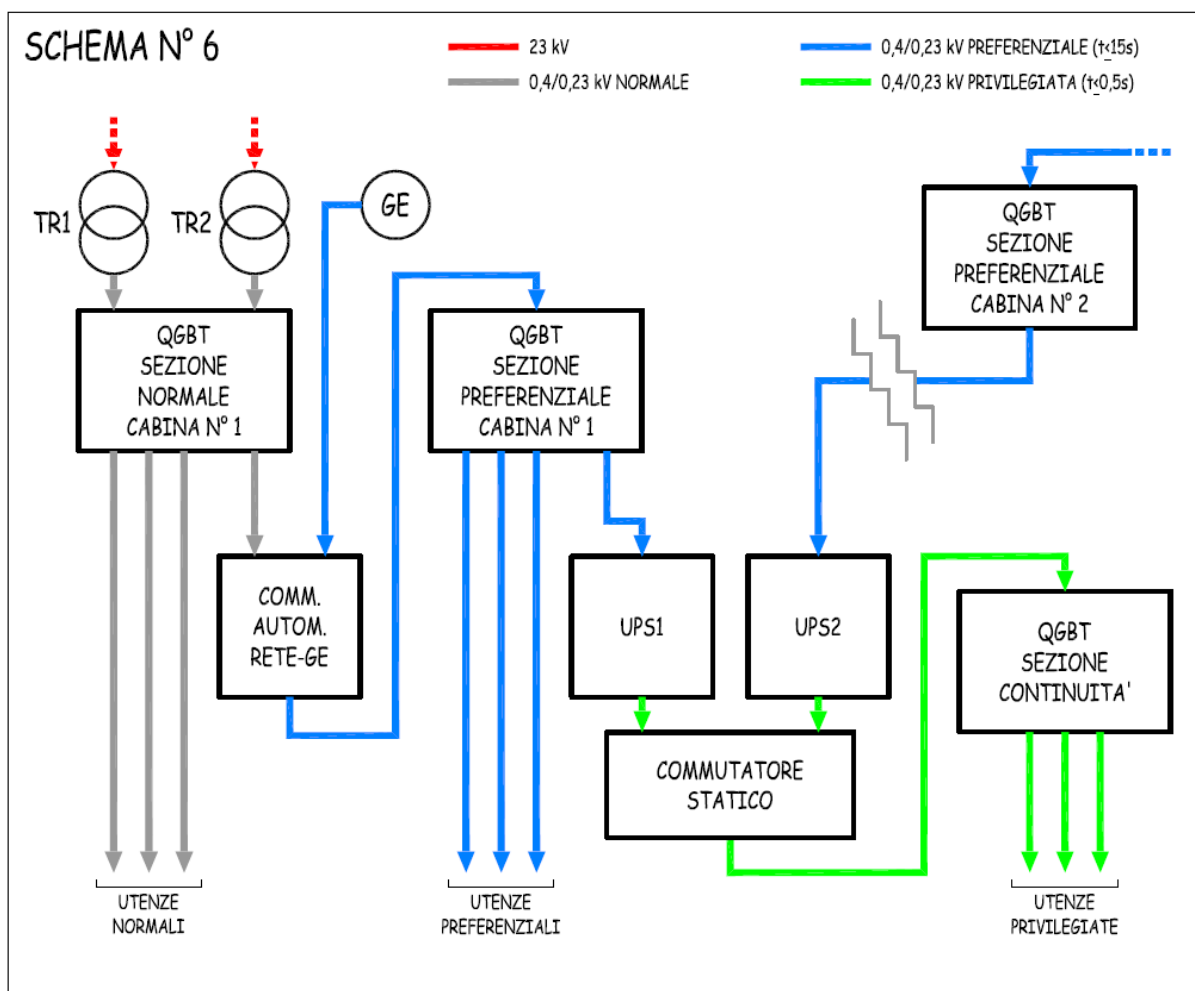 SCHEMA N° 6
23 kV
0,4/0,23 kV NORMALE
0,4/0,23 kV PREFERENZIALE (t≤15s)
0,4/0,23 kV PRIVILEGIATA (t≤0,5s)
TR1
TR2
GE
QGBT
SEZIONE
NORMALE
CABINA N° 1
QGBT
SEZIONE
PREFERENZIALE
CABINA N° 1
QGBT
SEZIONE
PREFERENZIALE
CABINA N° 2
COMM.
AUTOM.
RETE-GE
UPS1
UPS2
QGBT
SEZIONE
CONTINUITA'
COMMUTATORE
STATICO
UTENZE
NORMALI
UTENZE
PREFERENZIALI
UTENZE
PRIVILEGIATE